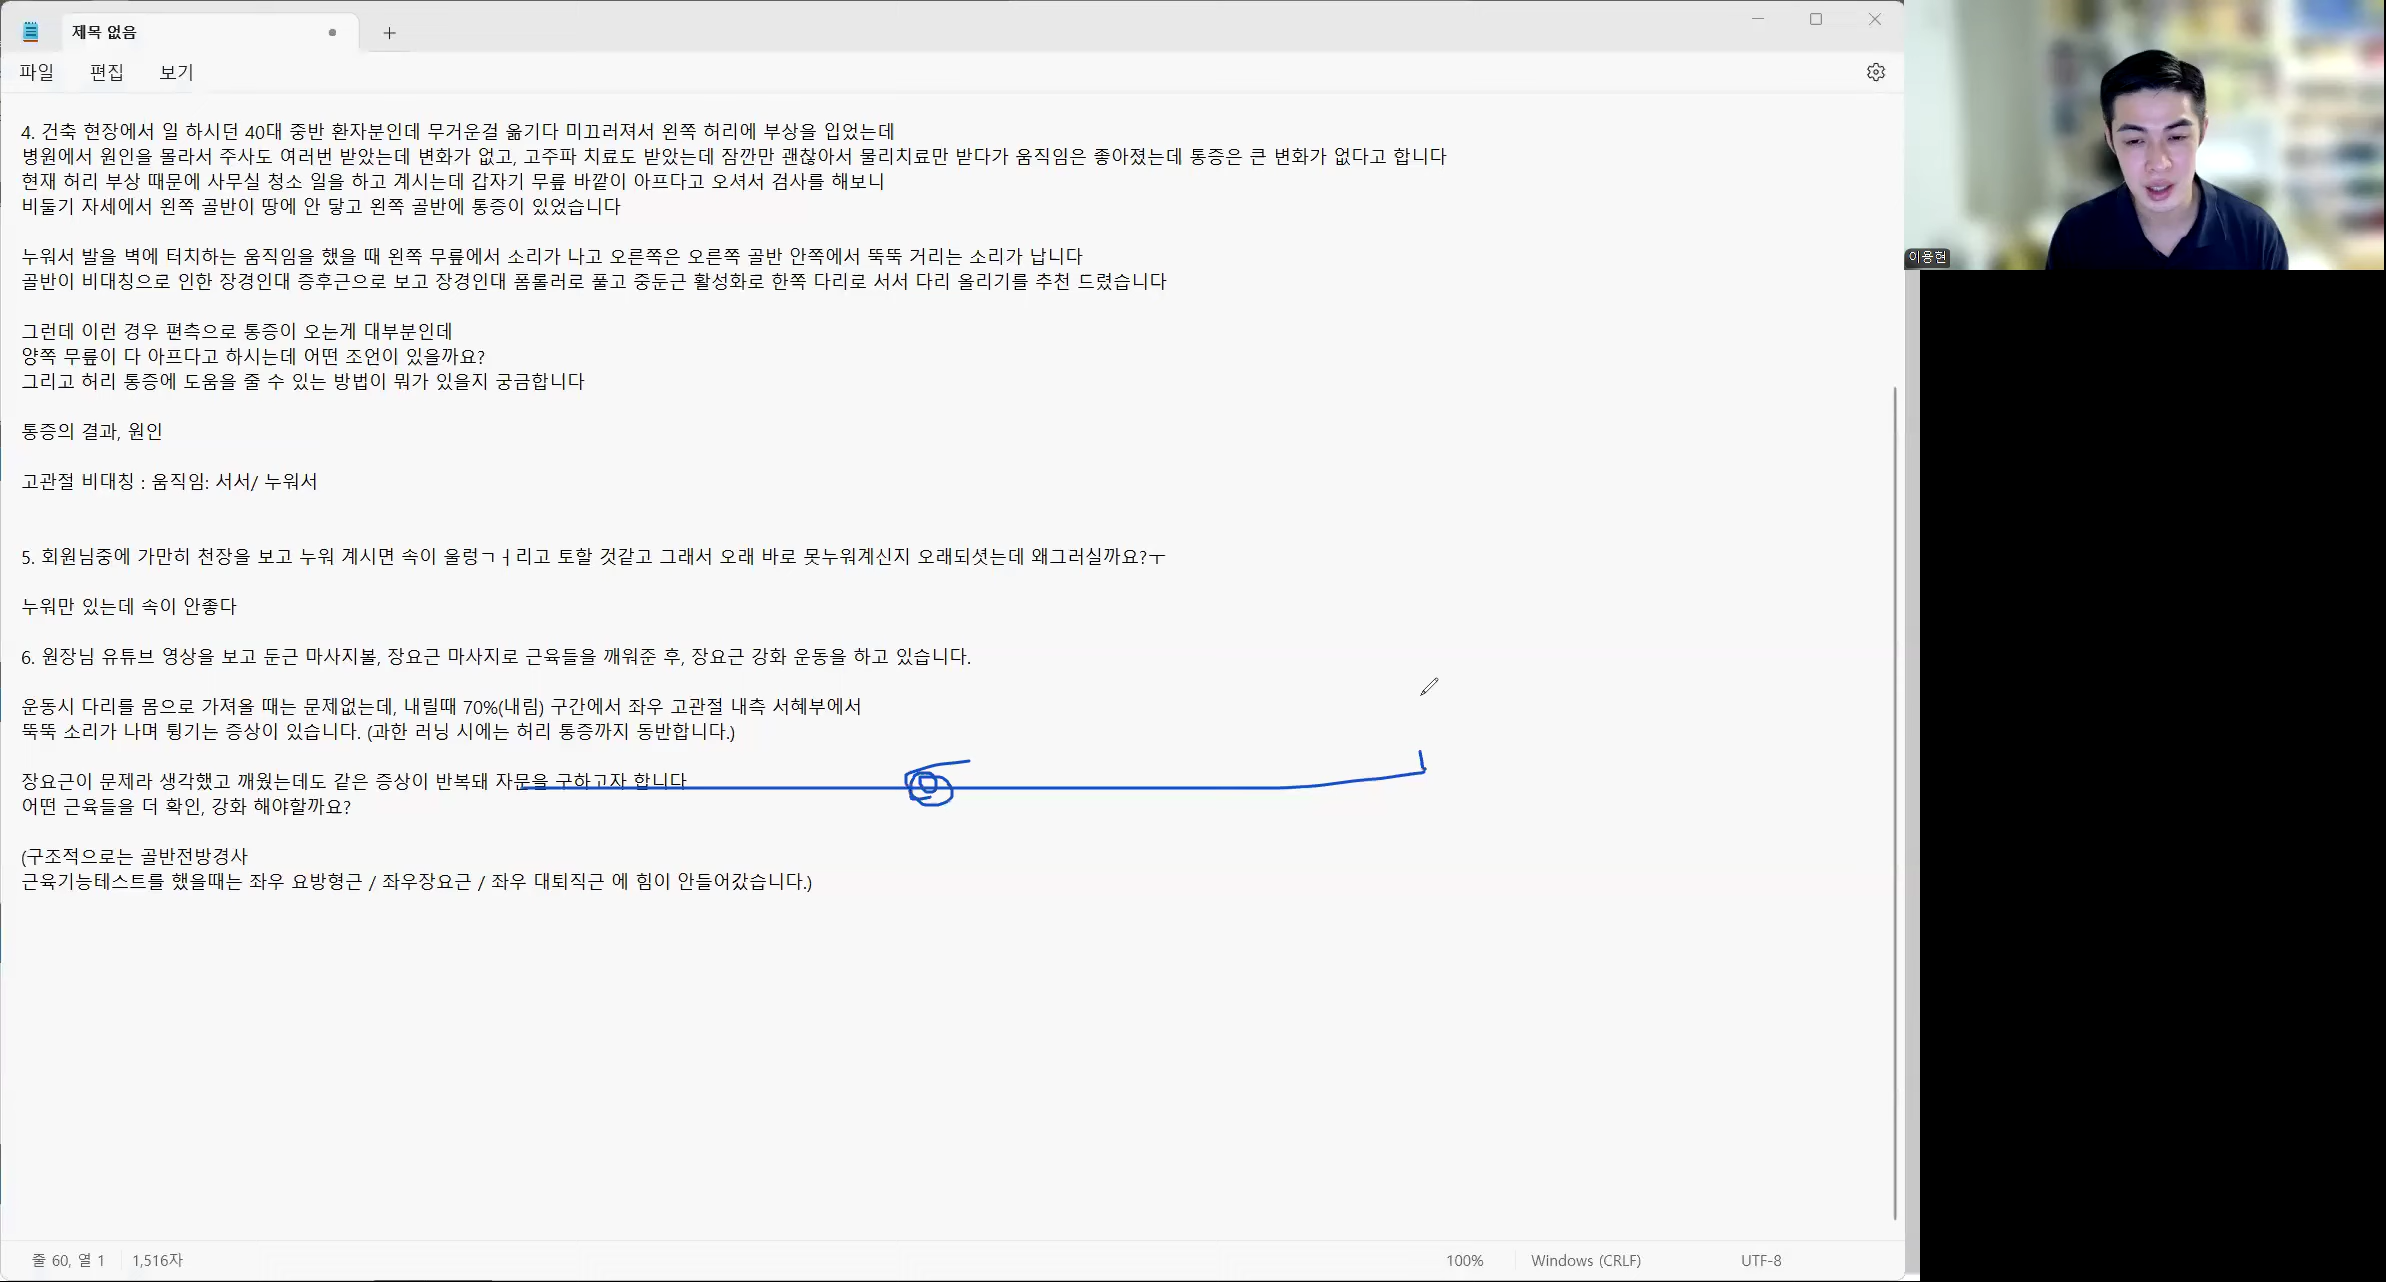 제목 없음
파일 편집 보기
4. 건축 현장에서 일 하시던 40대 중반 환자분인데 무거운걸 옮기다 미끄러져서 왼쪽 허리에 부상을 입었는데
병원에서 원인을 몰라서 주사도 여러번 받았는데 변화가 없고, 고주파 치료도 받았는데 잠깐만 괜찮아서 물리치료만 받다가 움직임은 좋아졌는데 통증은 큰 변화가 없다고 합니다
현재 허리 부상 때문에 사무실 청소 일을 하고 계시는데 갑자기 무릎 바깥이 아프다고 오셔서 검사를 해보니
비둘기 자세에서 왼쪽 골반이 땅에 안 닿고 왼쪽 골반에 통증이 있었습니다
누워서 발을 벽에 터치하는 움직임을 했을 때 왼쪽 무릎에서 소리가 나고 오른쪽은 오른쪽 골반 안쪽에서 뚝뚝 거리는 소리가 납니다
골반이 비대칭으로 인한 장경인대 증후근으로 보고 장경인대 폼롤러로 풀고 중둔근 활성화로 한쪽 다리로 서서 다리 올리기를 추천 드렸습니다
그런데 이런 경우 편측으로 통증이 오는게 대부분인데
양쪽 무릎이 다 아프다고 하시는데 어떤 조언이 있을까요?
그리고 허리 통증에 도움을 줄 수 있는 방법이 뭐가 있을지 궁금합니다
통증의 결과, 원인
고관절 비대칭 : 움직임: 서서/ 누워서
5. 회원님중에 가만히 천장을 보고 누워 계시면 속이 울렁ㄱㅓ리고 토할 것같고 그래서 오래 바로 못누워계신지 오래되셧는데 왜그러실까요?ㅜ
누워만 있는데 속이 안좋다
6. 원장님 유튜브 영상을 보고 둔근 마사지볼, 장요근 마사지로 근육들을 깨워준 후, 장요근 강화 운동을 하고 있습니다.
운동시 다리를 몸으로 가져올 때는 문제없는데, 내릴때 70%(내림) 구간에서 좌우 고관절 내측 서혜부에서
뚝뚝 소리가 나며 튕기는 증상이 있습니다. (과한 러닝 시에는 허리 통증까지 동반합니다.)
장요근이 문제라 생각했고 깨웠는데도 같은 증상이 반복돼 자문을 구하고자 합니다
어떤 근육들을 더 확인, 강화 해야할까요?
(구조적으로는 골반전방경사
근육기능테스트를 했을때는 좌우 요방형근 / 좌우장요근 / 좌우 대퇴직근 에 힘이 안들어갔습니다.)
줄 60, 열 1 1,516자 100% Windows (CRLF) UTF-8
이용현